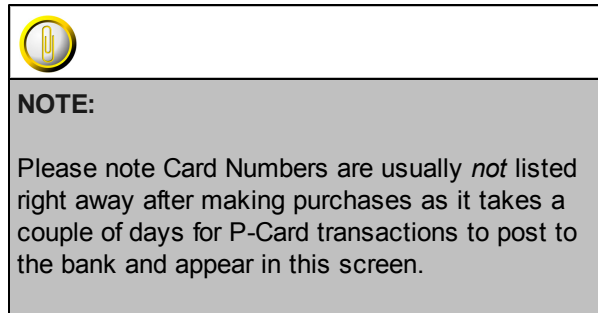 NOTE:
Please note Card Numbers are usually not listed
right away after making purchases as it takes a
couple of days for P-Card transactions to post to
the bank and appear in this screen.